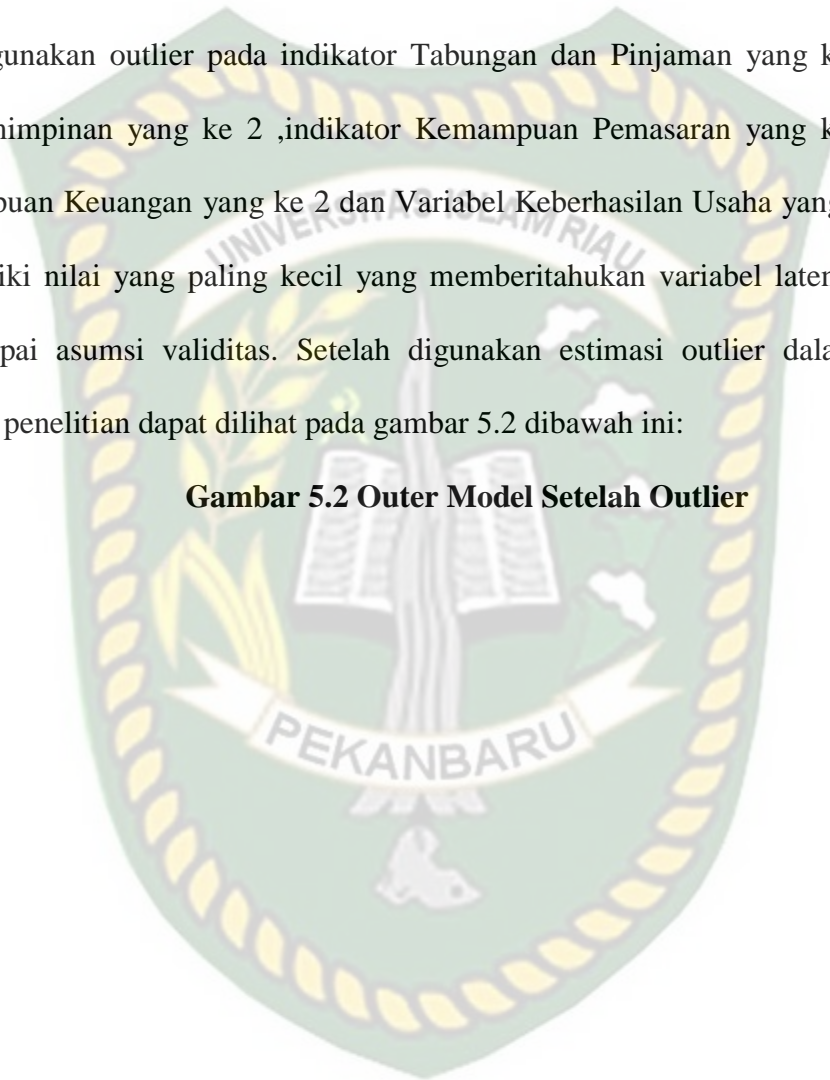 gunakan outlier pada indikator Tabungan dan Pinjaman yang k
nimpinan yang ke 2 ,indikator Kemampuan Pemasaran yang k
puan Keuangan yang ke 2 dan Variabel Keberhasilan Usaha yang
iki nilai yang paling kecil yang memberitahukan variabel laten
pai asumsi validitas. Setelah digunakan estimasi outlier dala
penelitian dapat dilihat pada gambar 5.2 dibawah ini:
Gambar 5.2 Outer Model Setelah Outlier
UNIVERSITAS ISLAM RIAU
PEKANBARU